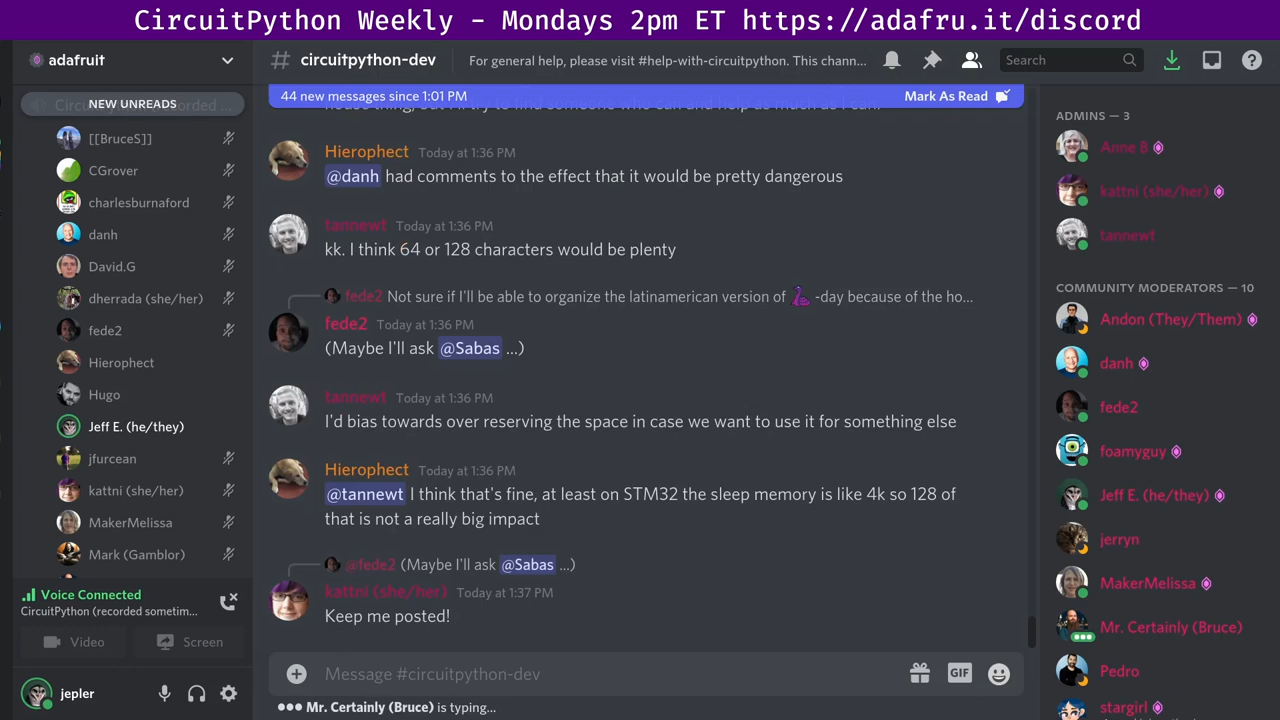 CircuitPython Weekly - Mondays 2pm ET https://adafru.it/discord
adafruit
NEW UNREADS
[[BruceS]]
CGrover
charlesburnaford
danh
David.G
dherrada (she/her)
fede2
Hierophect
Hugo
Jeff E. (he/they)
jfurcean
kattni (she/her)
MakerMelissa
Mark (Gamblor)
Voice Connected
CircuitPython (recorded sometim...
Video
Screen
jepler
# circuitpython-dev
For general help, please visit #help-with-circuitpython. This chann...
Search
44 new messages since 1:01 PM
Mark As Read
Hierophect Today at 1:36 PM
@danh had comments to the effect that it would be pretty dangerous
tannewt Today at 1:36 PM
kk. I think 64 or 128 characters would be plenty
fede2 Not sure if I'll be able to organize the latinamerican version of -day because of the ho...
fede2 Today at 1:36 PM
(Maybe I'll ask @Sabas ...)
tannewt Today at 1:36 PM
I'd bias towards over reserving the space in case we want to use it for something else
Hierophect Today at 1:36 PM
@tannewt I think that's fine, at least on STM32 the sleep memory is like 4k so 128 of
that is not a really big impact
@fede2 (Maybe I'll ask @Sabas ...)
kattni (she/her) Today at 1:37 PM
Keep me posted!
Message #circuitpython-dev
GIF
Mr. Certainly (Bruce) is typing...
ADMINS — 3
Anne B
kattni (she/her)
tannewt
COMMUNITY MODERATORS — 10
Andon (They/Them)
danh
fede2
foamyguy
Jeff E. (he/they)
jerryn
MakerMelissa
Mr. Certainly (Bruce)
Pedro
stargirl